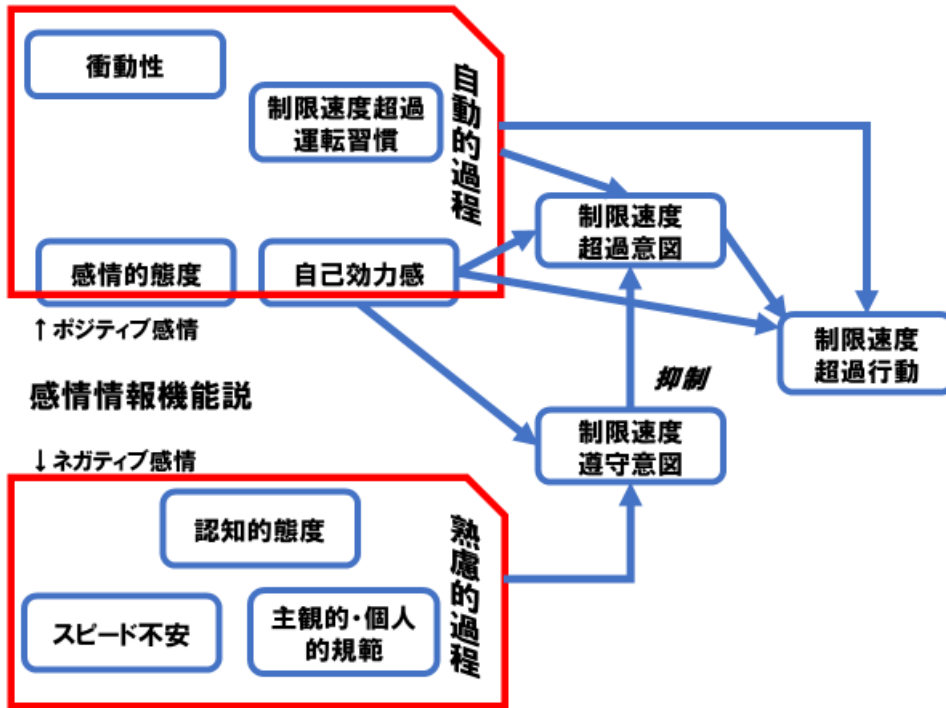 衝動性
制限速度超過
運転習慣
自動的過程
感情的態度
自己効力感
制限速度
超過意図
制限速度
超過行動
↑ポジティブ感情
感情情報機能説
↓ネガティブ感情
抑制
制限速度
遵守意図
認知的態度
熟慮的過程
スピード不安
主観的・個人
的規範